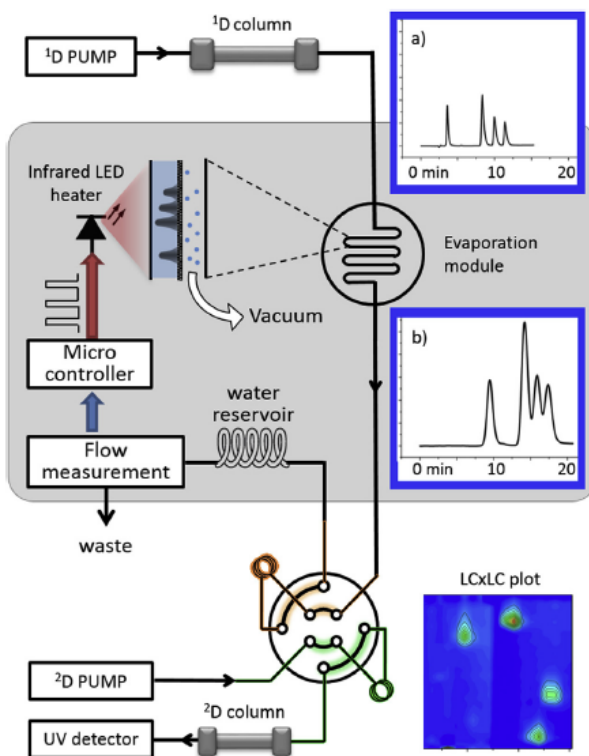 ¹D column
¹D PUMP
a)
0 min 10 20
Infrared LED
heater
Evaporation
module
Vacuum
Micro
controller
b)
0 min 10 20
water
reservoir
Flow
measurement
waste
LCxLC plot
²D PUMP
²D column
UV detector